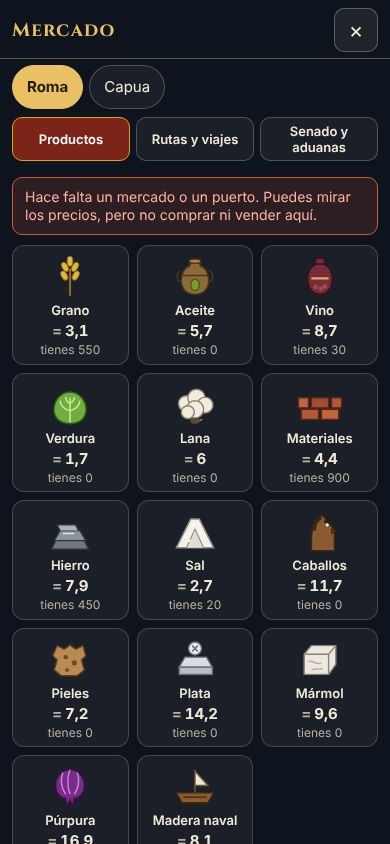 Mercado
×
Roma
Capua
Productos
Rutas y viajes
Senado y
aduanas
Hace falta un mercado o un puerto. Puedes mirar
los precios, pero no comprar ni vender aquí.
Grano
= 3,1
tienes 550
Aceite
= 5,7
tienes 0
Vino
= 8,7
tienes 30
Verdura
= 1,7
tienes 0
Lana
= 6
tienes 0
Materiales
= 4,4
tienes 900
Hierro
= 7,9
tienes 450
Sal
= 2,7
tienes 20
Caballos
= 11,7
tienes 0
Pieles
= 7,2
tienes 0
Plata
= 14,2
tienes 0
Mármol
= 9,6
tienes 0
Púrpura
= 16,9
Madera naval
= 8,1